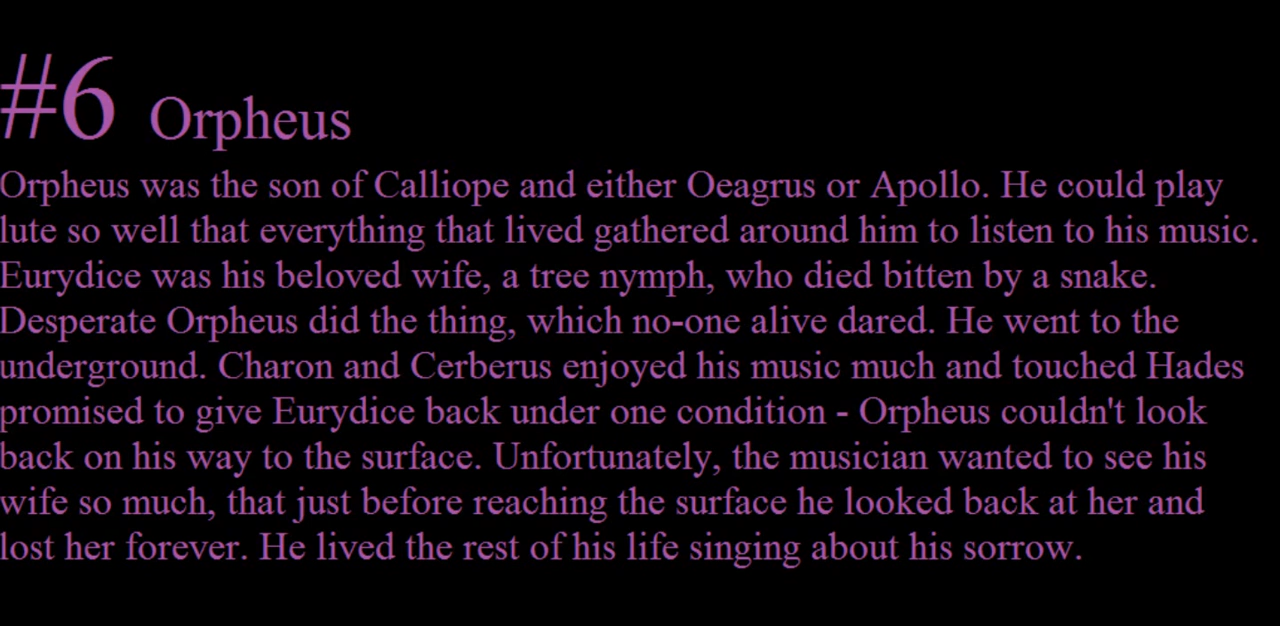 #6 Orpheus
Orpheus was the son of Calliope and either Oeagrus or Apollo. He could play
lute so well that everything that lived gathered around him to listen to his music.
Eurydice was his beloved wife, a tree nymph, who died bitten by a snake.
Desperate Orpheus did the thing, which no-one alive dared. He went to the
underground. Charon and Cerberus enjoyed his music much and touched Hades
promised to give Eurydice back under one condition - Orpheus couldn't look
back on his way to the surface. Unfortunately, the musician wanted to see his
wife so much, that just before reaching the surface he looked back at her and
lost her forever. He lived the rest of his life singing about his sorrow.